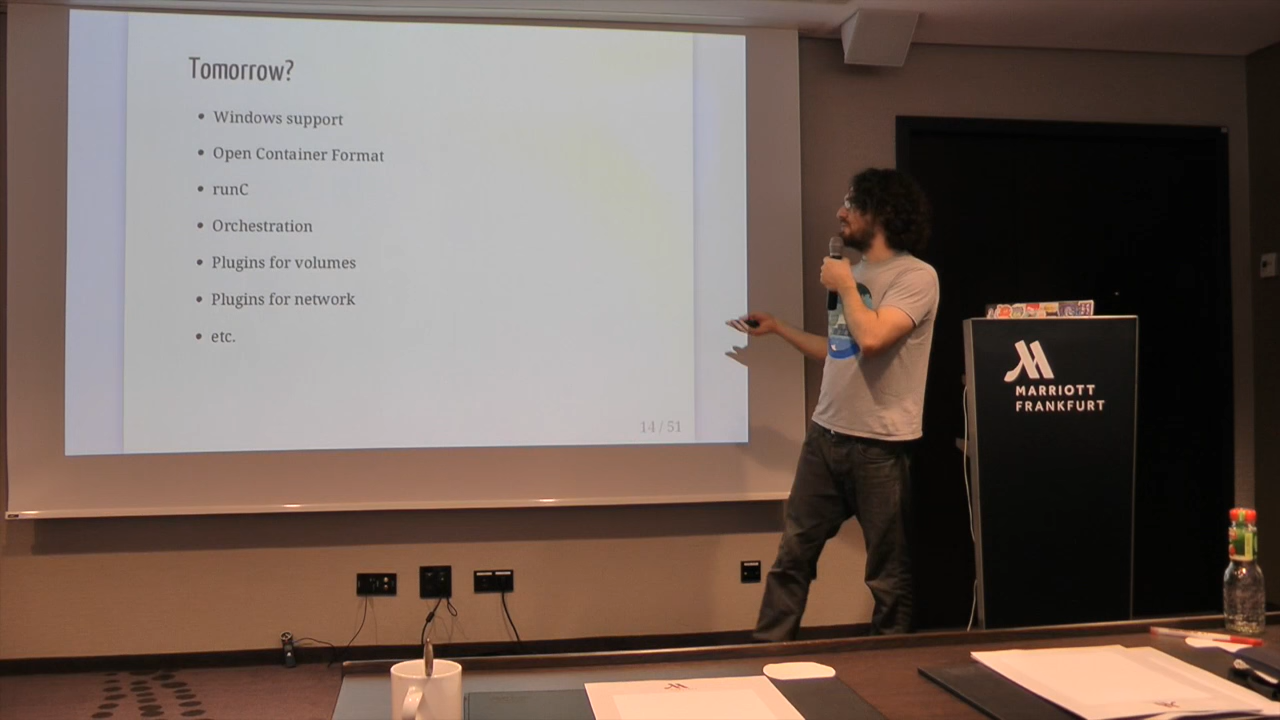 Tomorrow?
• Windows support
• Open Container Format
• runC
• Orchestration
• Plugins for volumes
• Plugins for network
• etc.
14 / 51
MARRIOTT
FRANKFURT